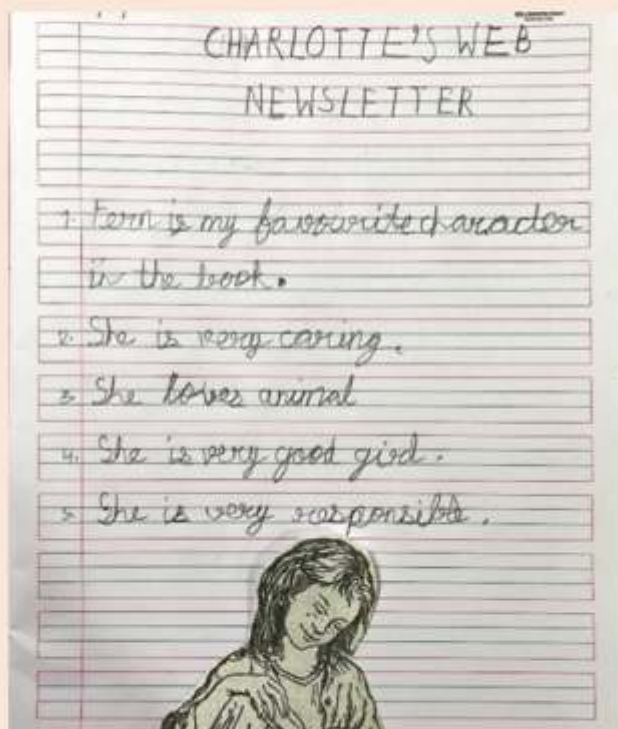 CHARLOTTE'S WEB
NEWSLETTER
1. Fern is my favourite character
in the book.
2. She is very caring.
3. She loves animal
4. She is very good girl.
5. She is very responsible.